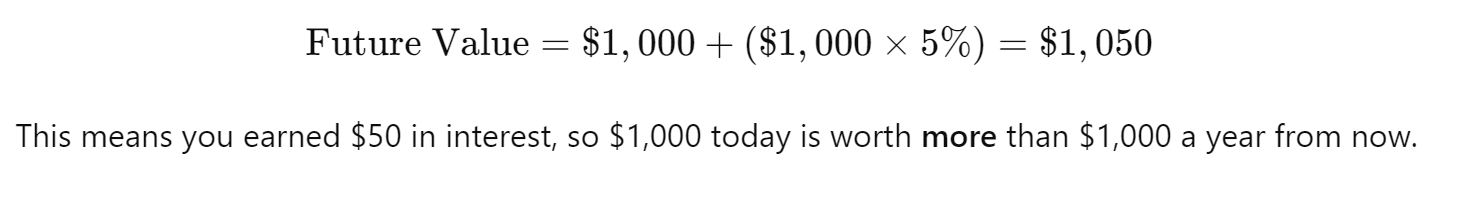 Future Value = $1,000 + ($1,000 × 5%) = $1,050
This means you earned $50 in interest, so $1,000 today is worth more than $1,000 a year from now.